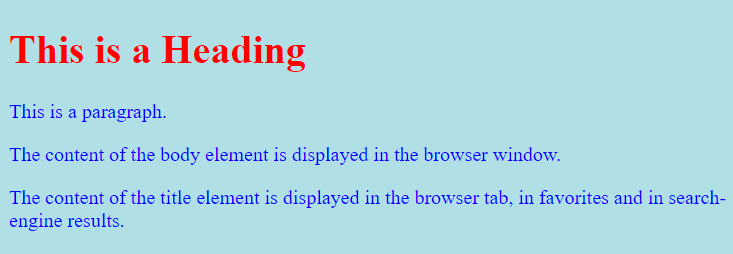 This is a Heading
This is a paragraph.
The content of the body element is displayed in the browser window.
The content of the title element is displayed in the browser tab, in favorites and in search-
engine results.